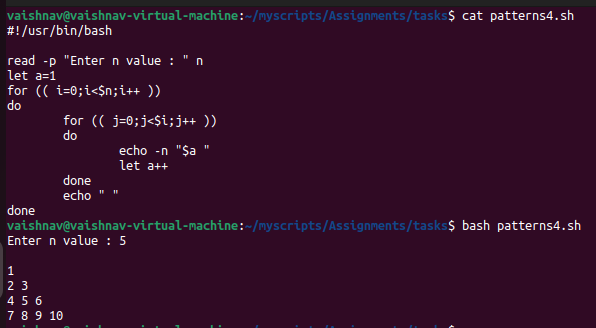 vaishnav@vaishnav-virtual-machine:~/myscripts/Assignments/tasks$ cat patterns4.sh
#!/usr/bin/bash

read -p "Enter n value : " n
let a=1
for (( i=0;i<$n;i++ ))
do
        for (( j=0;j<$i;j++ ))
        do
                echo -n "$a "
                let a++
        done
        echo " "
done
vaishnav@vaishnav-virtual-machine:~/myscripts/Assignments/tasks$ bash patterns4.sh
Enter n value : 5

1
2 3
4 5 6
7 8 9 10